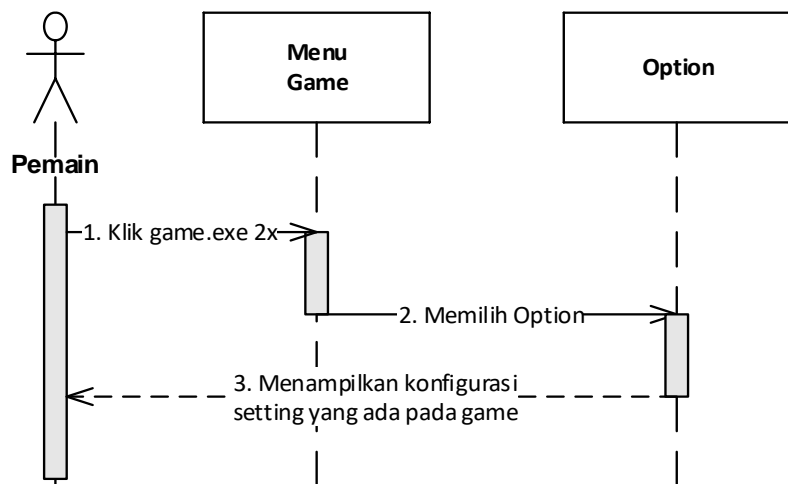 Menu
Game
Option
Pemain
1. Klik game.exe 2x
2. Memilih Option
3. Menampilkan konfigurasi
setting yang ada pada game